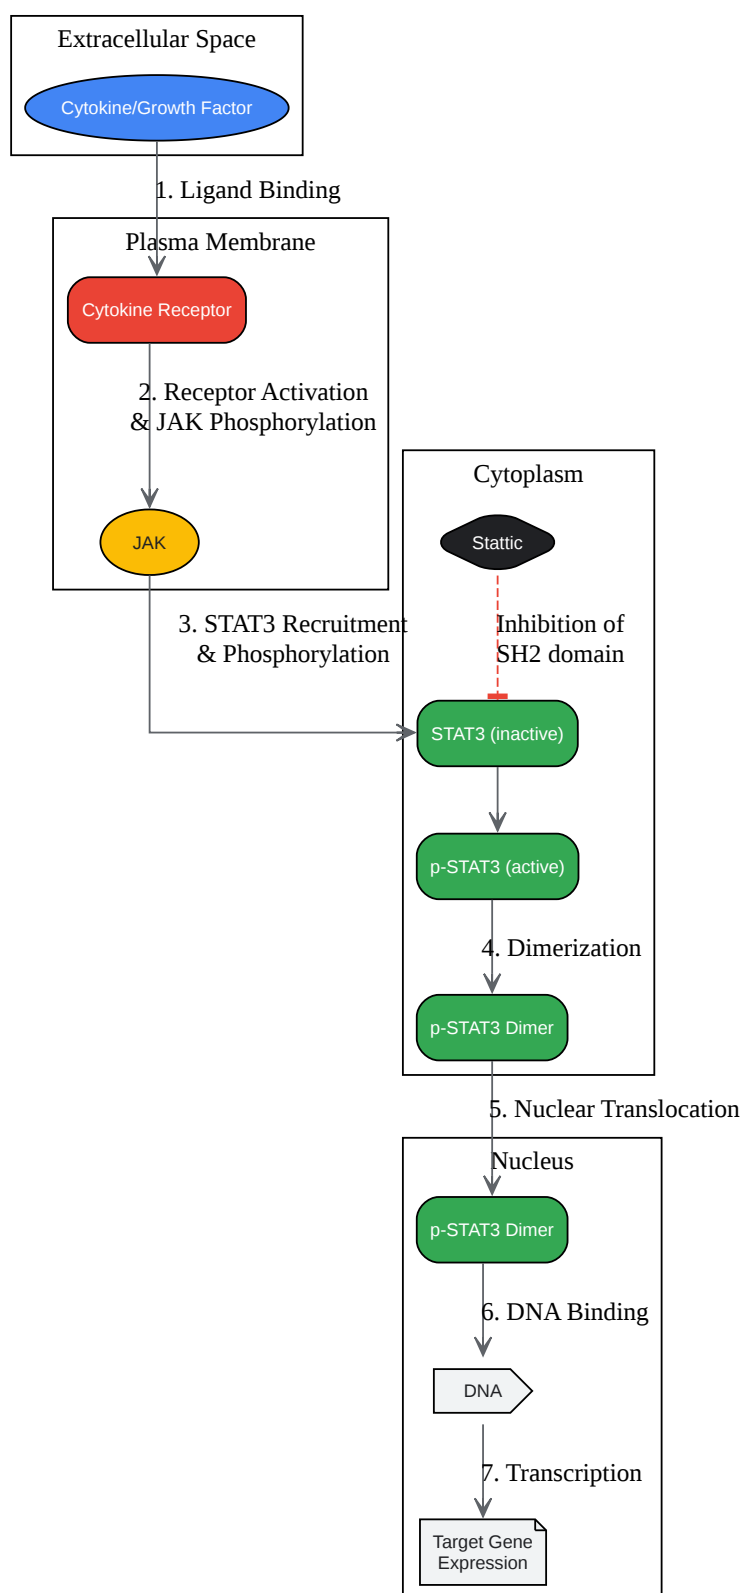 Extracellular Space
Cytokine/Growth Factor
1. Ligand Binding
Plasma Membrane
Cytokine Receptor
2. Receptor Activation
& JAK Phosphorylation
JAK
Cytoplasm
Stattic
3. STAT3 Recruitment
& Phosphorylation
Inhibition of
SH2 domain
STAT3 (inactive)
p-STAT3 (active)
4. Dimerization
p-STAT3 Dimer
5. Nuclear Translocation
Nucleus
p-STAT3 Dimer
6. DNA Binding
DNA
7. Transcription
Target Gene
Expression